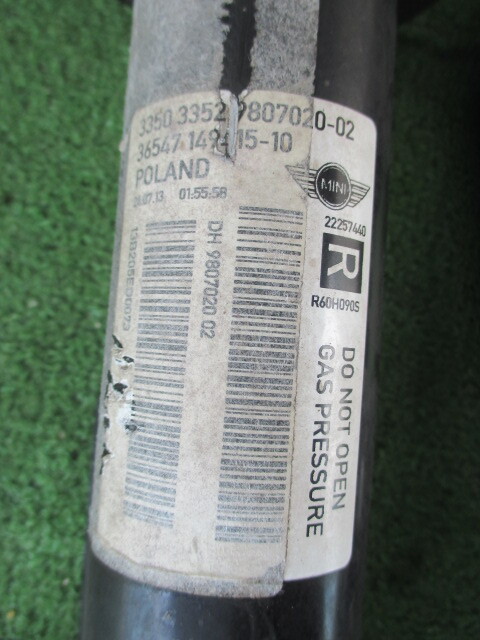 3350 3352 9807020-02
36547 149 15-10
POLAND
01:55:58
MINI
22257440
R
R60H090S
DH 9807020 02
DO NOT OPEN
GAS PRESSURE